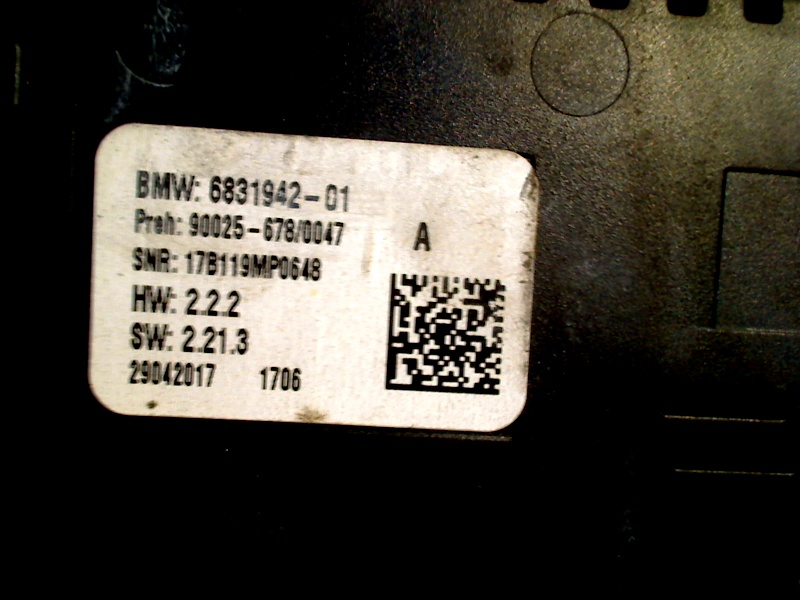 BMW: 6831942-01
Preh: 90025-678/0047
A
SNR: 17B119MP0648
HW: 2.2.2
SW: 2.21.3
29042017 1706